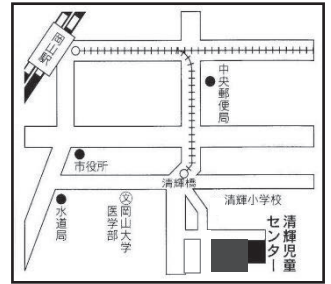 岡山駅
中央郵便局
市役所
清輝橋
清輝小学校
水道局
文
岡山大学
医学部
清輝児童
センター